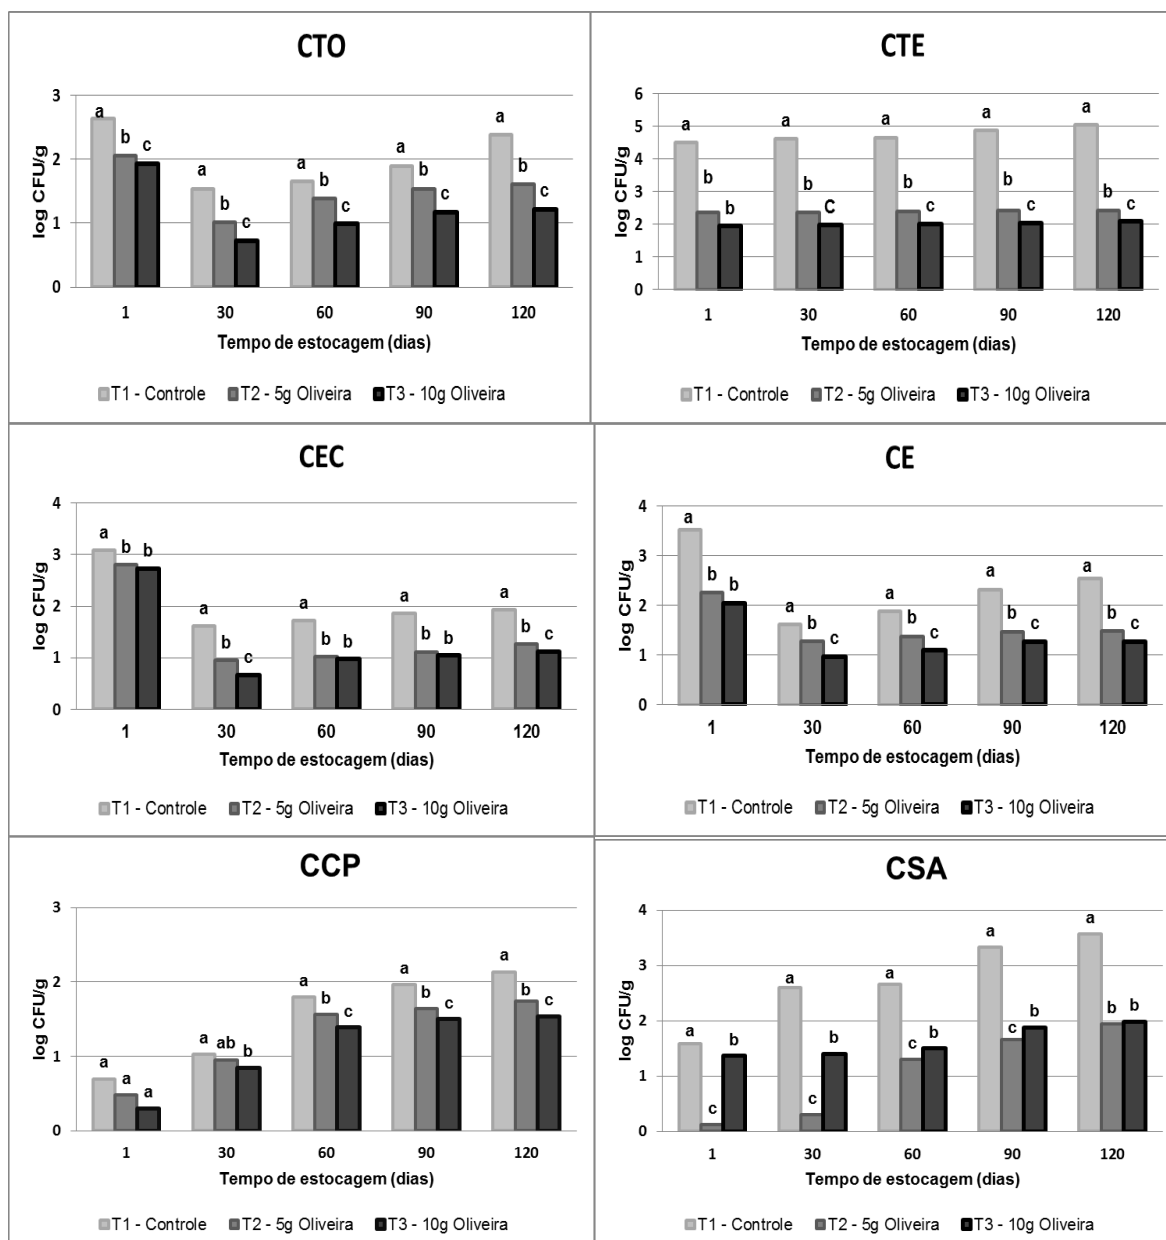 CTO
log CFU/g
3
2
1
0
a b c
a b c
a b c
a b c
a b c
1 30 60 90 120
Tempo de estocagem (dias)
T1 - Controle T2 - 5g Oliveira T3 - 10g Oliveira
CTE
log CFU/g
6
5
4
3
2
1
0
a b b
a b C
a b c
a b c
a b c
1 30 60 90 120
Tempo de estocagem (dias)
T1 - Controle T2 - 5g Oliveira T3 - 10g Oliveira
CEC
log CFU/g
4
3
2
1
0
a b b
a b c
a b b
a b b
a b c
1 30 60 90 120
Tempo de estocagem (dias)
T1 - Controle T2 - 5g Oliveira T3 - 10g Oliveira
CE
log CFU/g
4
3
2
1
0
a b b
a b c
a b c
a b c
a b c
1 30 60 90 120
Tempo de estocagem (dias)
T1 - Controle T2 - 5g Oliveira T3 - 10g Oliveira
CCP
log CFU/g
3
2
1
0
a a a
a ab b
a b c
a b c
a b c
1 30 60 90 120
Tempo de estocagem (dias)
T1 - Controle T2 - 5g Oliveira T3 - 10g Oliveira
CSA
log CFU/g
4
3
2
1
0
a c b
a c b
a c b
a c b
a b b
1 30 60 90 120
Tempo de estocagem (dias)
T1 - Controle T2 - 5g Oliveira T3 - 10g Oliveira